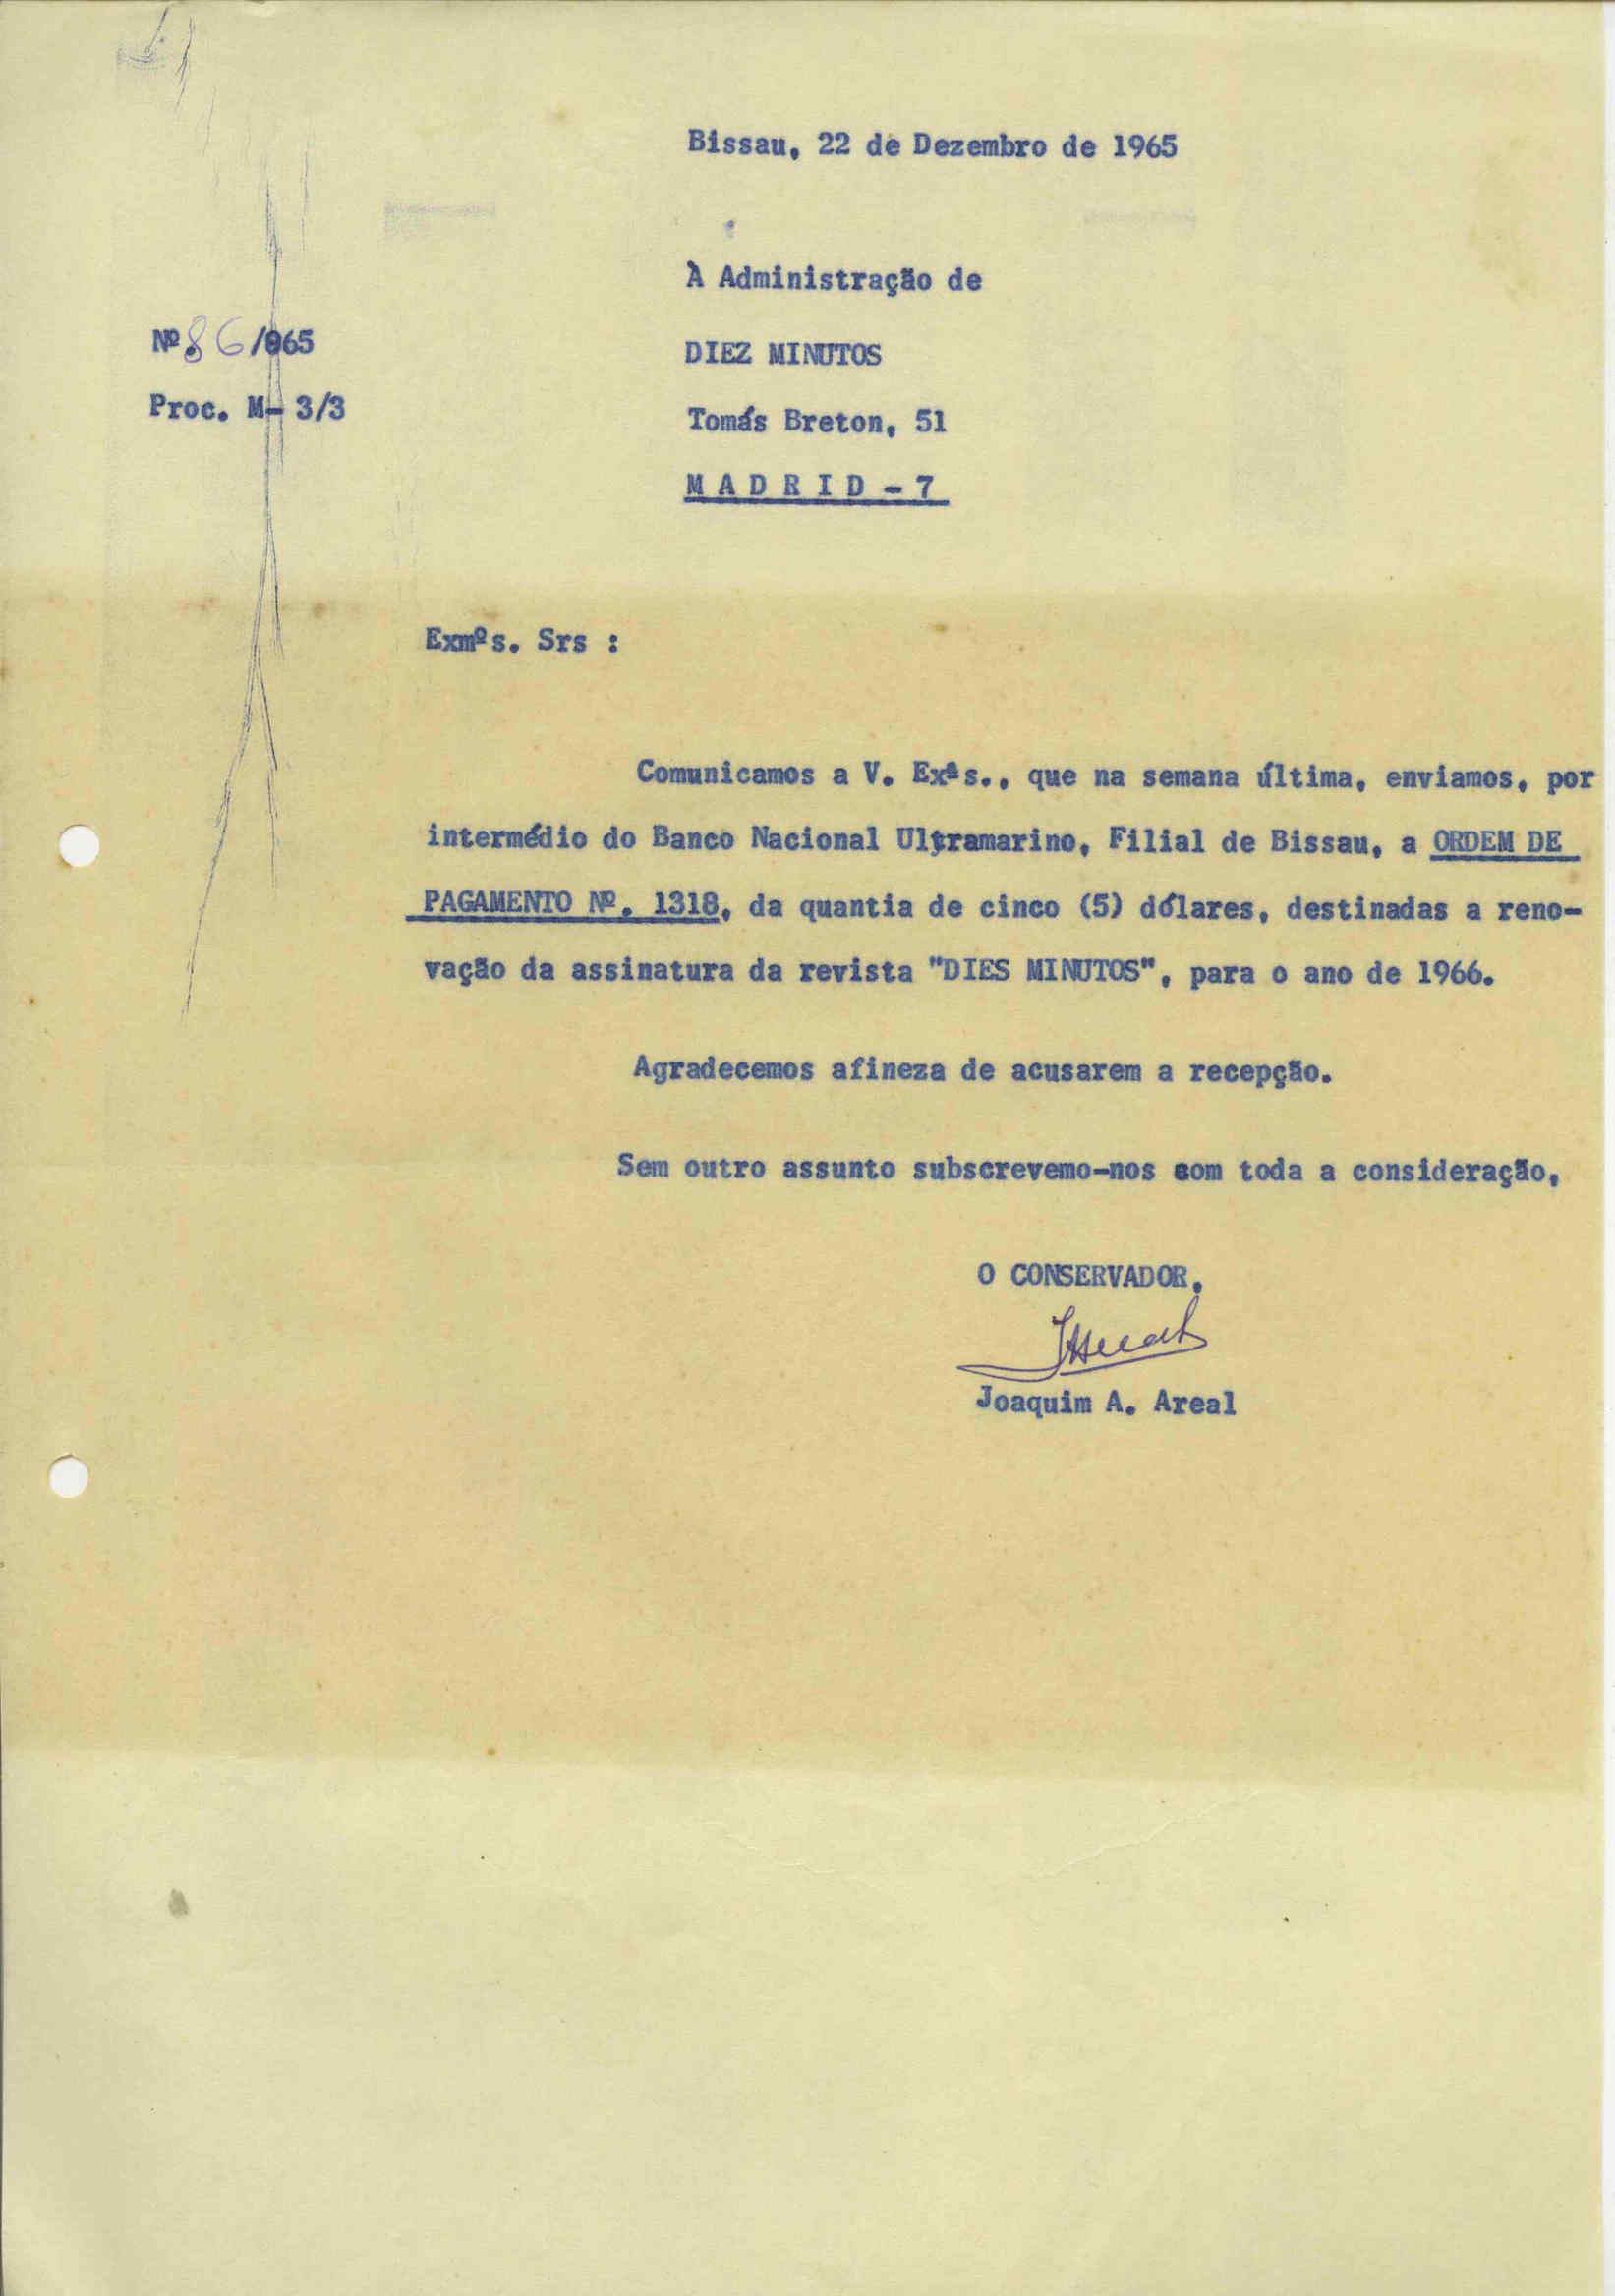 Bissau, 22 de Dezembro de 1965
À Administração de
Nº.86/965
DIEZ MINUTOS
Proc. M- 3/3
Tomás Breton, 51
MADRID-7
Exmºs. Srs :
Comunicamos a V. Exªs., que na semana última, enviamos, por
intermédio do Banco Nacional Ultramarino, Filial de Bissau, a ORDEM DE
PAGAMENTO Nº. 1318, da quantia de cinco (5) dólares, destinadas a reno-
vação da assinatura da revista "DIES MINUTOS", para o ano de 1966.
Agradecemos afineza de acusarem a recepção.
Sem outro assunto subscrevemo-nos com toda a consideração,
O CONSERVADOR,
Joaquim A. Areal